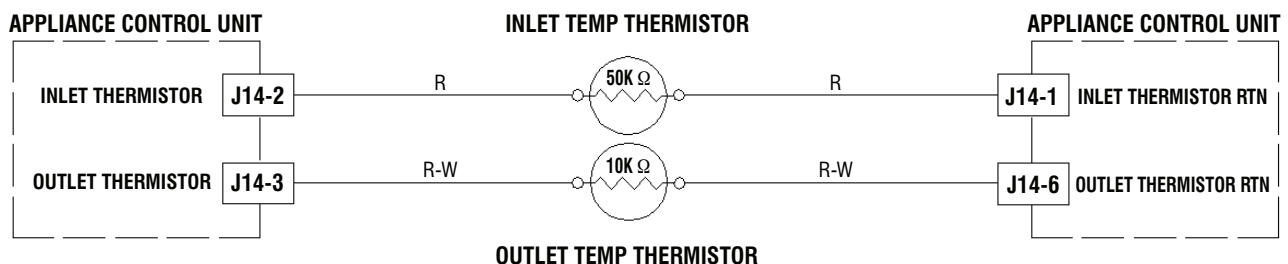 APPLIANCE CONTROL UNIT INLET TEMP THERMISTOR APPLIANCE CONTROL UNIT
INLET THERMISTOR J14-2 R 50K Ω R J14-1 INLET THERMISTOR RTN
OUTLET THERMISTOR J14-3 R-W 10K Ω R-W J14-6 OUTLET THERMISTOR RTN
OUTLET TEMP THERMISTOR